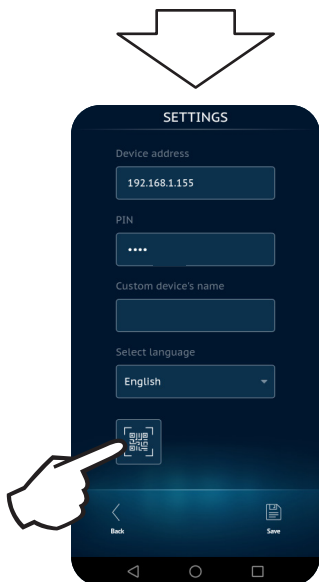 SETTINGS
Device address
192.168.1.155
PIN
••••
Custom device's name
Select language
English
Back
Save